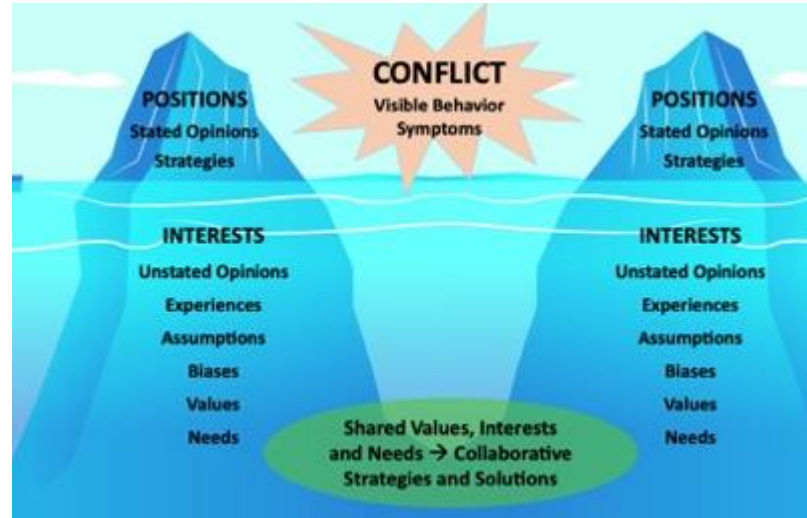 CONFLICT
Visible Behavior
Symptoms
POSITIONS
Stated Opinions
Strategies
POSITIONS
Stated Opinions
Strategies
INTERESTS
Unstated Opinions
Experiences
Assumptions
Biases
Values
Needs
INTERESTS
Unstated Opinions
Experiences
Assumptions
Biases
Values
Needs
Shared Values, Interests
and Needs → Collaborative
Strategies and Solutions